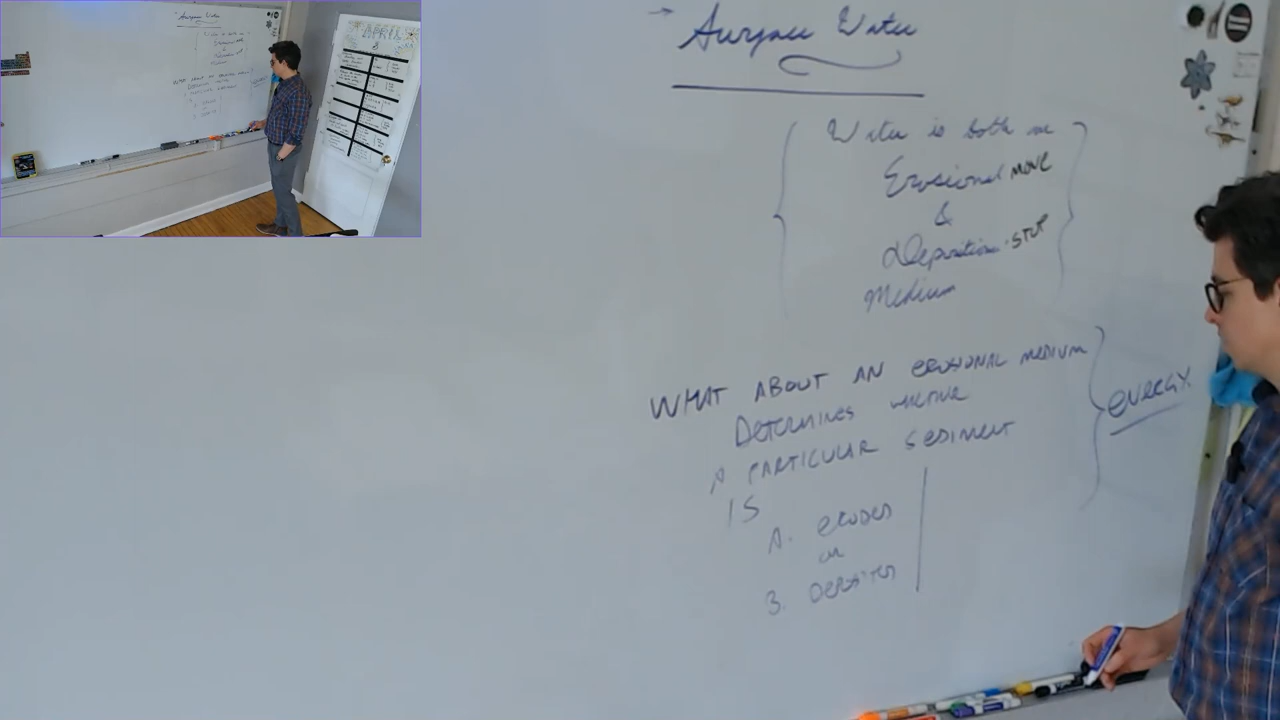 → Surface Water
Water is both an
Erosional MOVE
&
Deposition · STOP
Medium
WHAT ABOUT AN EROSIONAL MEDIUM
DETERMINES WHETHER
A PARTICULAR SEDIMENT
IS
A. ERODED
OR
B. DEPOSITED
ENERGY.
APRIL